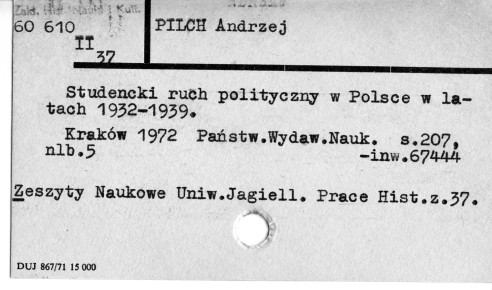 60 610
II
37
PILCH Andrzej
Studencki ruch polityczny w Polsce w la-
tach 1932-1939.
Kraków 1972 Państw.Wydaw.Nauk. s.207,
nlb.5
-inw.67444
Zeszyty Naukowe Uniw.Jagiell. Prace Hist.z.37.
DUJ 867/71 15 000